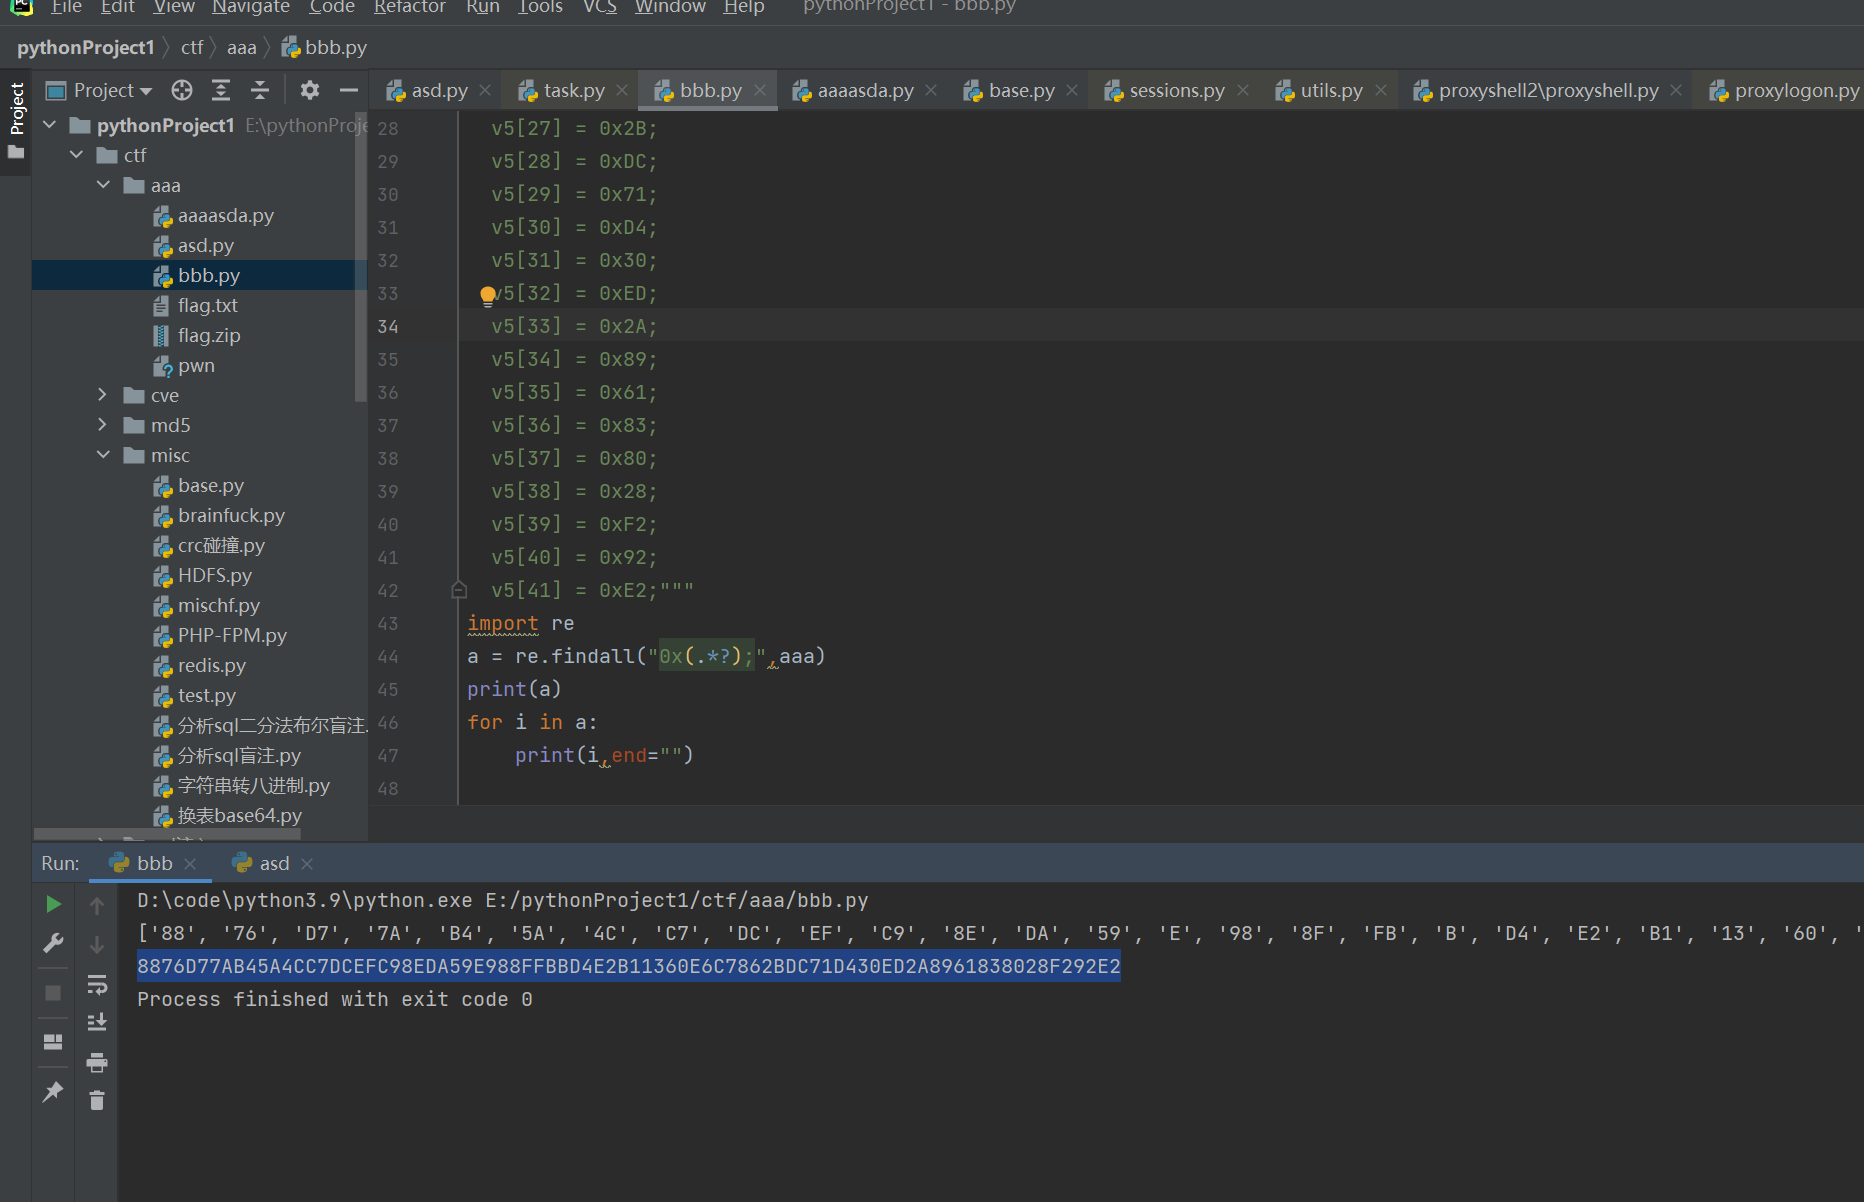 File Edit View Navigate Code Refactor Run Tools VCS Window Help pythonProject1 - bbb.py
pythonProject1 ctf aaa bbb.py
Project
Project
asd.py task.py bbb.py aaaasda.py base.py sessions.py utils.py proxyshell2\proxyshell.py proxylogon.py
pythonProject1 E:\pythonProje
ctf
aaa
aaaasda.py
asd.py
bbb.py
flag.txt
flag.zip
pwn
cve
md5
misc
base.py
brainfuck.py
crc碰撞.py
HDFS.py
mischf.py
PHP-FPM.py
redis.py
test.py
分析sql二分法布尔盲注.
分析sql盲注.py
字符串转八进制.py
换表base64.py
28 v5[27] = 0x2B;
29 v5[28] = 0xDC;
30 v5[29] = 0x71;
31 v5[30] = 0xD4;
32 v5[31] = 0x30;
33 v5[32] = 0xED;
34 v5[33] = 0x2A;
35 v5[34] = 0x89;
36 v5[35] = 0x61;
37 v5[36] = 0x83;
38 v5[37] = 0x80;
39 v5[38] = 0x28;
40 v5[39] = 0xF2;
41 v5[40] = 0x92;
42 v5[41] = 0xE2;"""
43 import re
44 a = re.findall("0x(.*?);",aaa)
45 print(a)
46 for i in a:
47 print(i,end="")
48
Run: bbb asd
D:\code\python3.9\python.exe E:/pythonProject1/ctf/aaa/bbb.py
['88', '76', 'D7', '7A', 'B4', '5A', '4C', 'C7', 'DC', 'EF', 'C9', '8E', 'DA', '59', 'E', '98', '8F', 'FB', 'B', 'D4', 'E2', 'B1', '13', '60', '
8876D77AB45A4CC7DCEFC98EDA59E988FFBBD4E2B11360E6C7862BDC71D430ED2A8961838028F292E2
Process finished with exit code 0